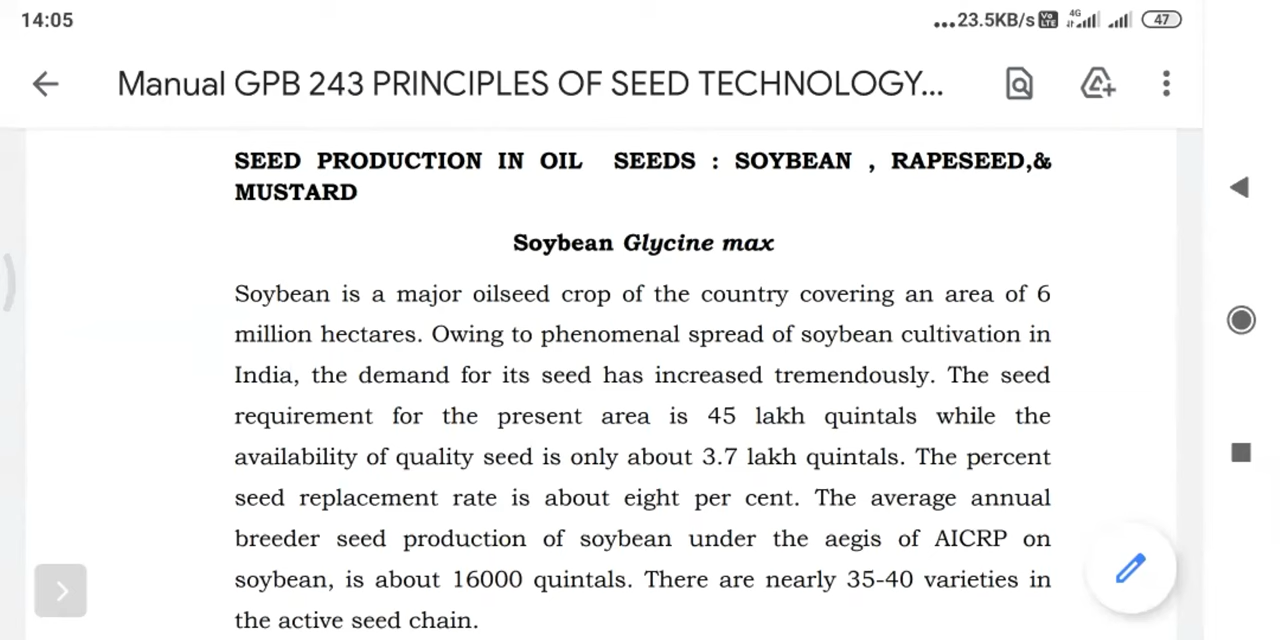 14:05
...23.5KB/s Vo LTE 4G 47
Manual GPB 243 PRINCIPLES OF SEED TECHNOLOGY...
SEED PRODUCTION IN OIL SEEDS : SOYBEAN , RAPESEED,&
MUSTARD
Soybean Glycine max
Soybean is a major oilseed crop of the country covering an area of 6
million hectares. Owing to phenomenal spread of soybean cultivation in
India, the demand for its seed has increased tremendously. The seed
requirement for the present area is 45 lakh quintals while the
availability of quality seed is only about 3.7 lakh quintals. The percent
seed replacement rate is about eight per cent. The average annual
breeder seed production of soybean under the aegis of AICRP on
soybean, is about 16000 quintals. There are nearly 35-40 varieties in
the active seed chain.